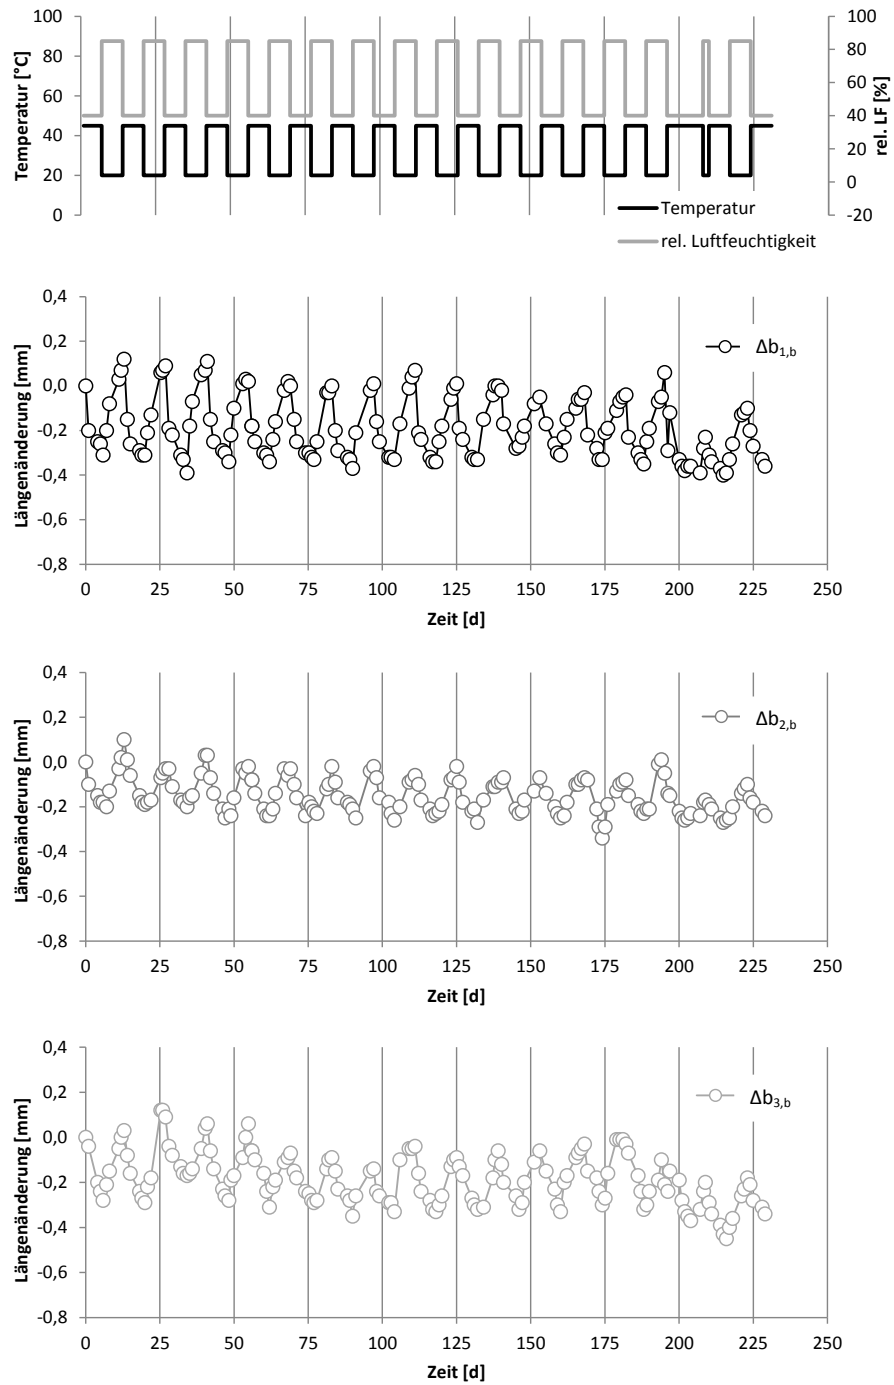 100
80
60
40
20
0
Temperatur [°C]
100
80
60
40
20
0
-20
rel. LF [%]
Temperatur
rel. Luftfeuchtigkeit
0,4
0,2
0,0
-0,2
-0,4
-0,6
-0,8
Längenänderung [mm]
Δb1,b
0 25 50 75 100 125 150 175 200 225 250
Zeit [d]
0,4
0,2
0,0
-0,2
-0,4
-0,6
-0,8
Längenänderung [mm]
Δb2,b
0 25 50 75 100 125 150 175 200 225 250
Zeit [d]
0,4
0,2
0,0
-0,2
-0,4
-0,6
-0,8
Längenänderung [mm]
Δb3,b
0 25 50 75 100 125 150 175 200 225 250
Zeit [d]